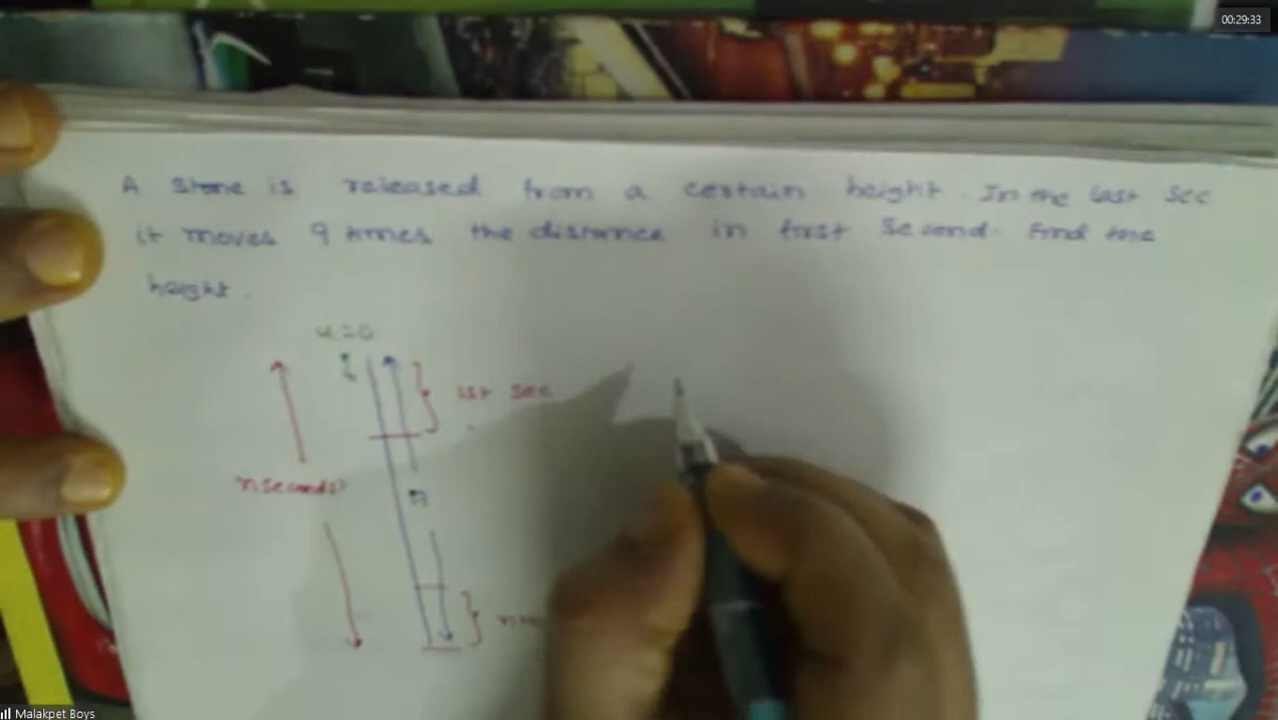 00:29:33
A stone is released from a certain height. In the last sec
it moves 9 times the distance in first second. Find the
height.
u=0
1st sec
n seconds
H
Malakpet Boys